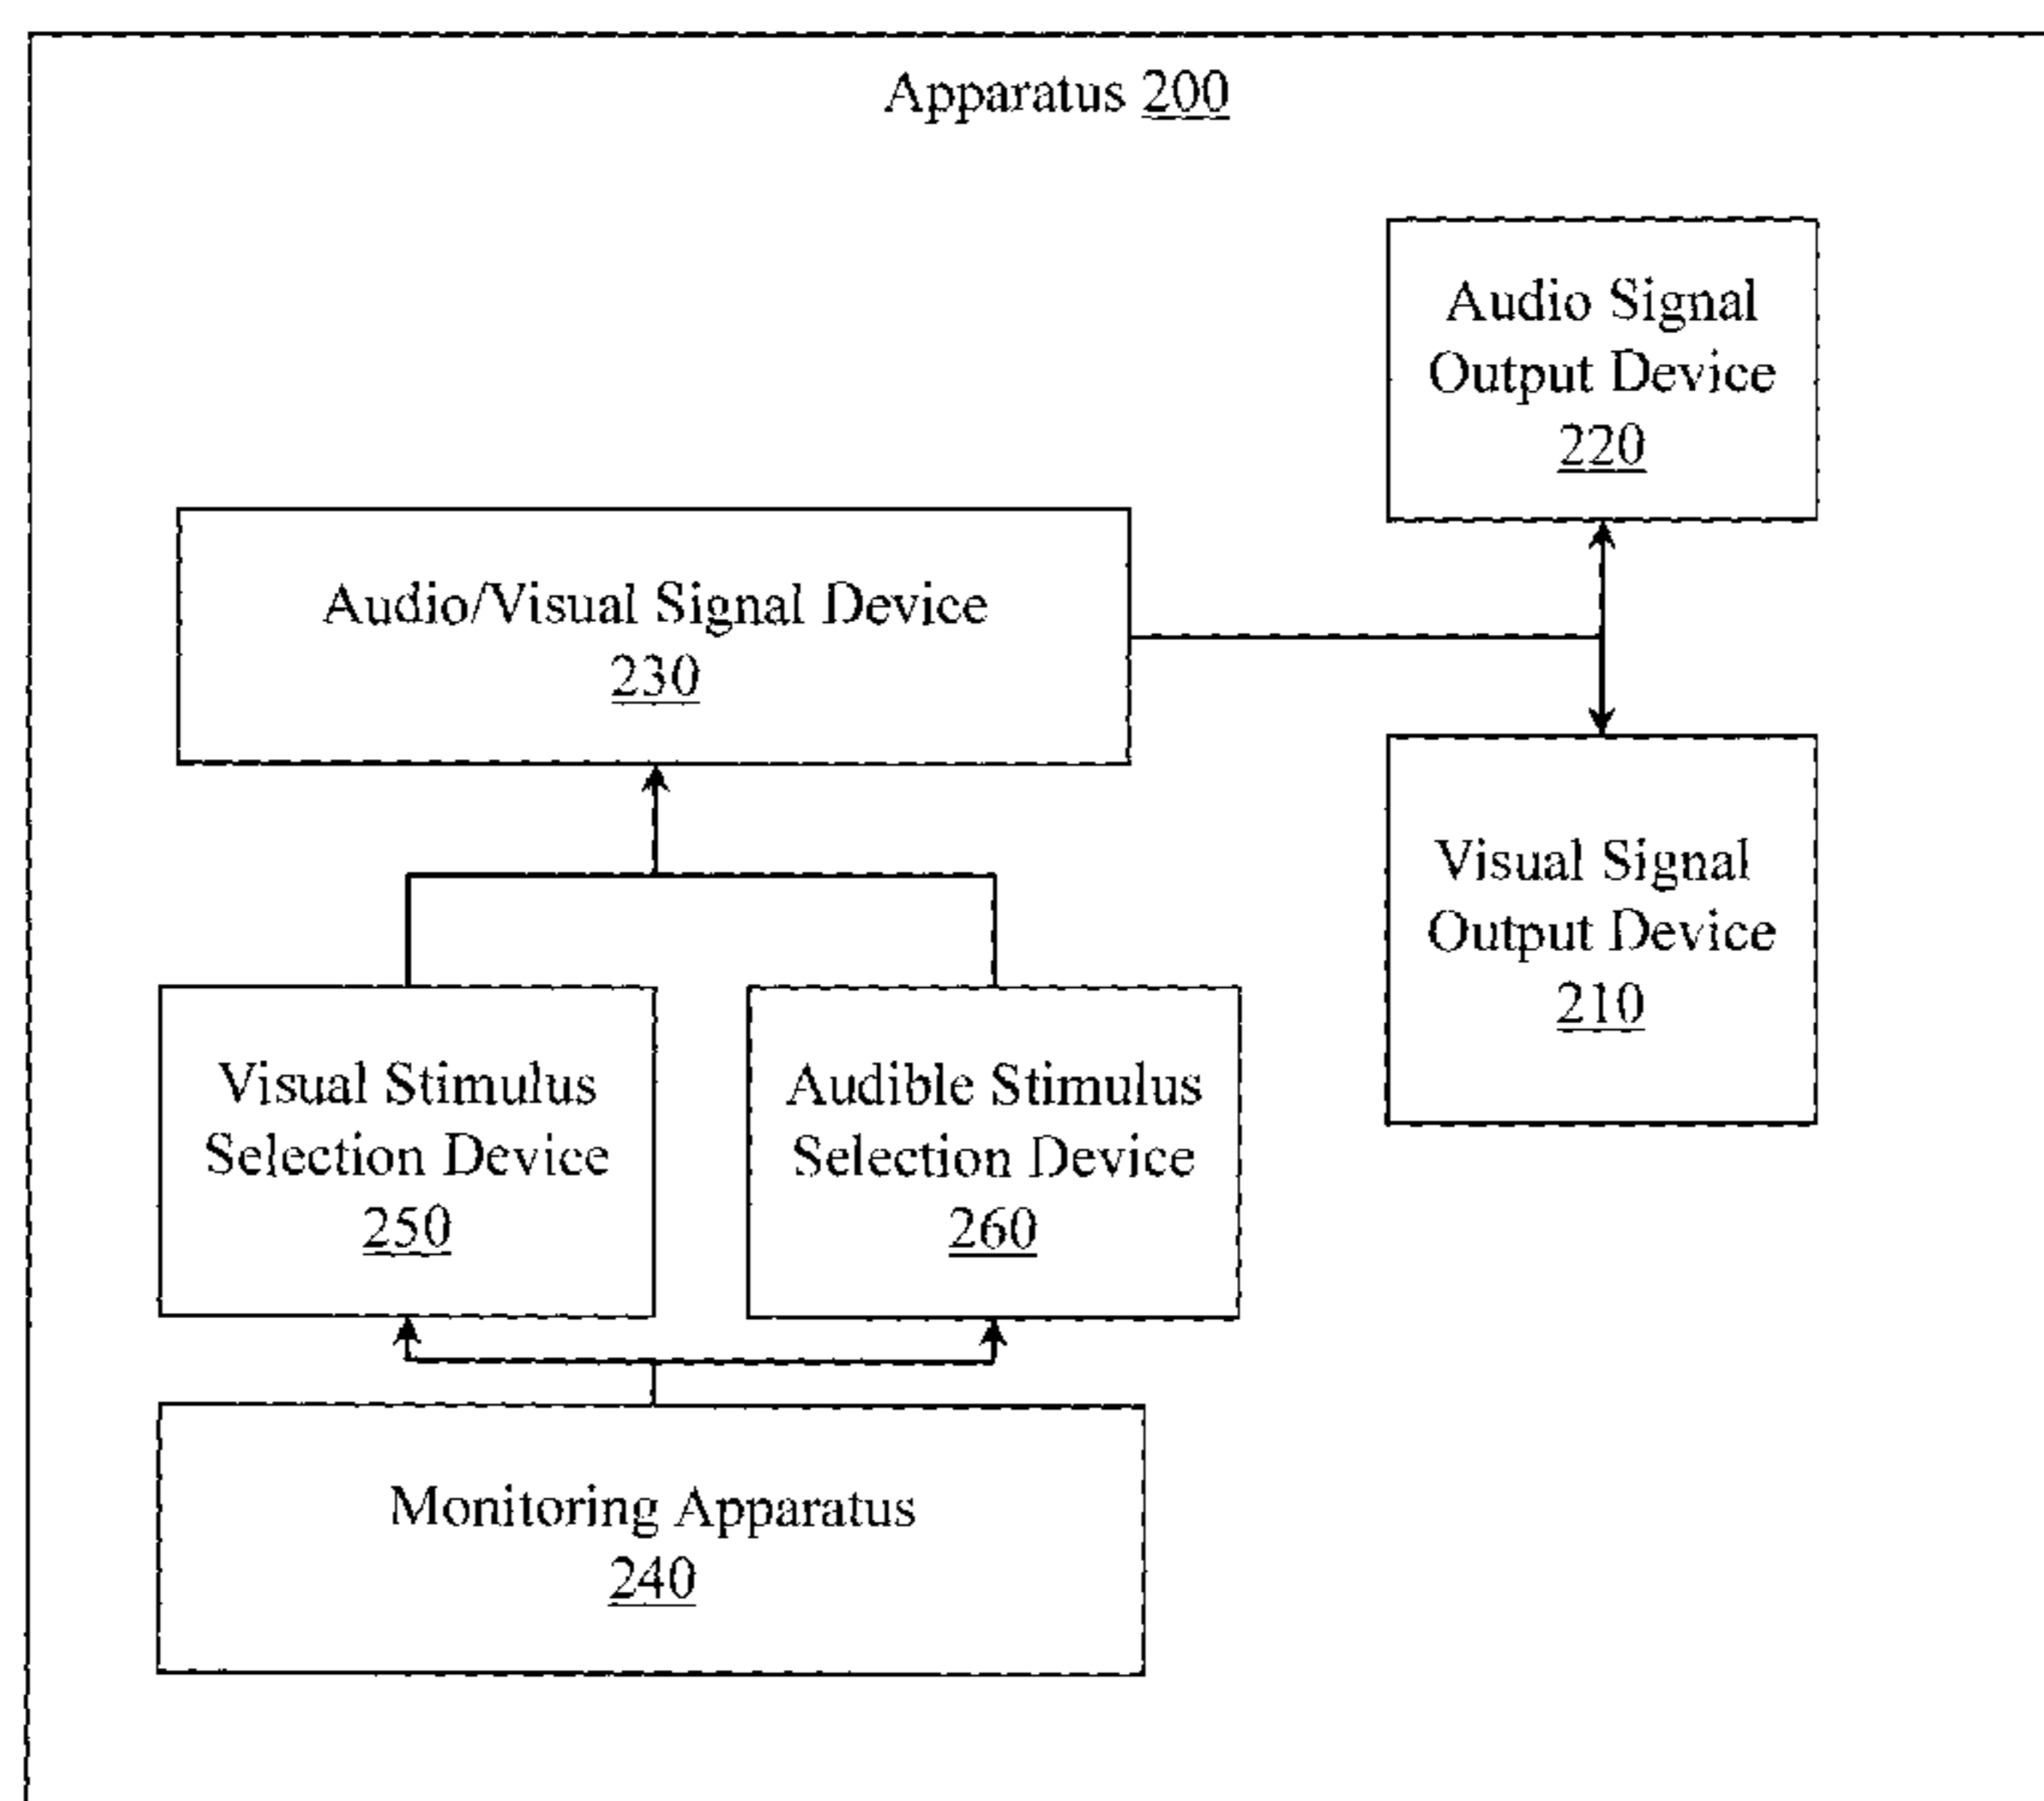 Apparatus 200
Audio Signal
Output Device
220
Audio/Visual Signal Device
230
Visual Signal
Output Device
210
Visual Stimulus
Selection Device
250
Audible Stimulus
Selection Device
260
Monitoring Apparatus
240